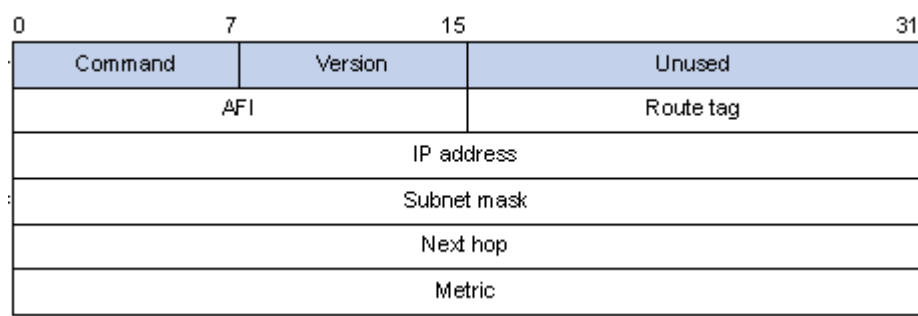 0 7 15 31
Command Version Unused
AFI Route tag
IP address
Subnet mask
Next hop
Metric